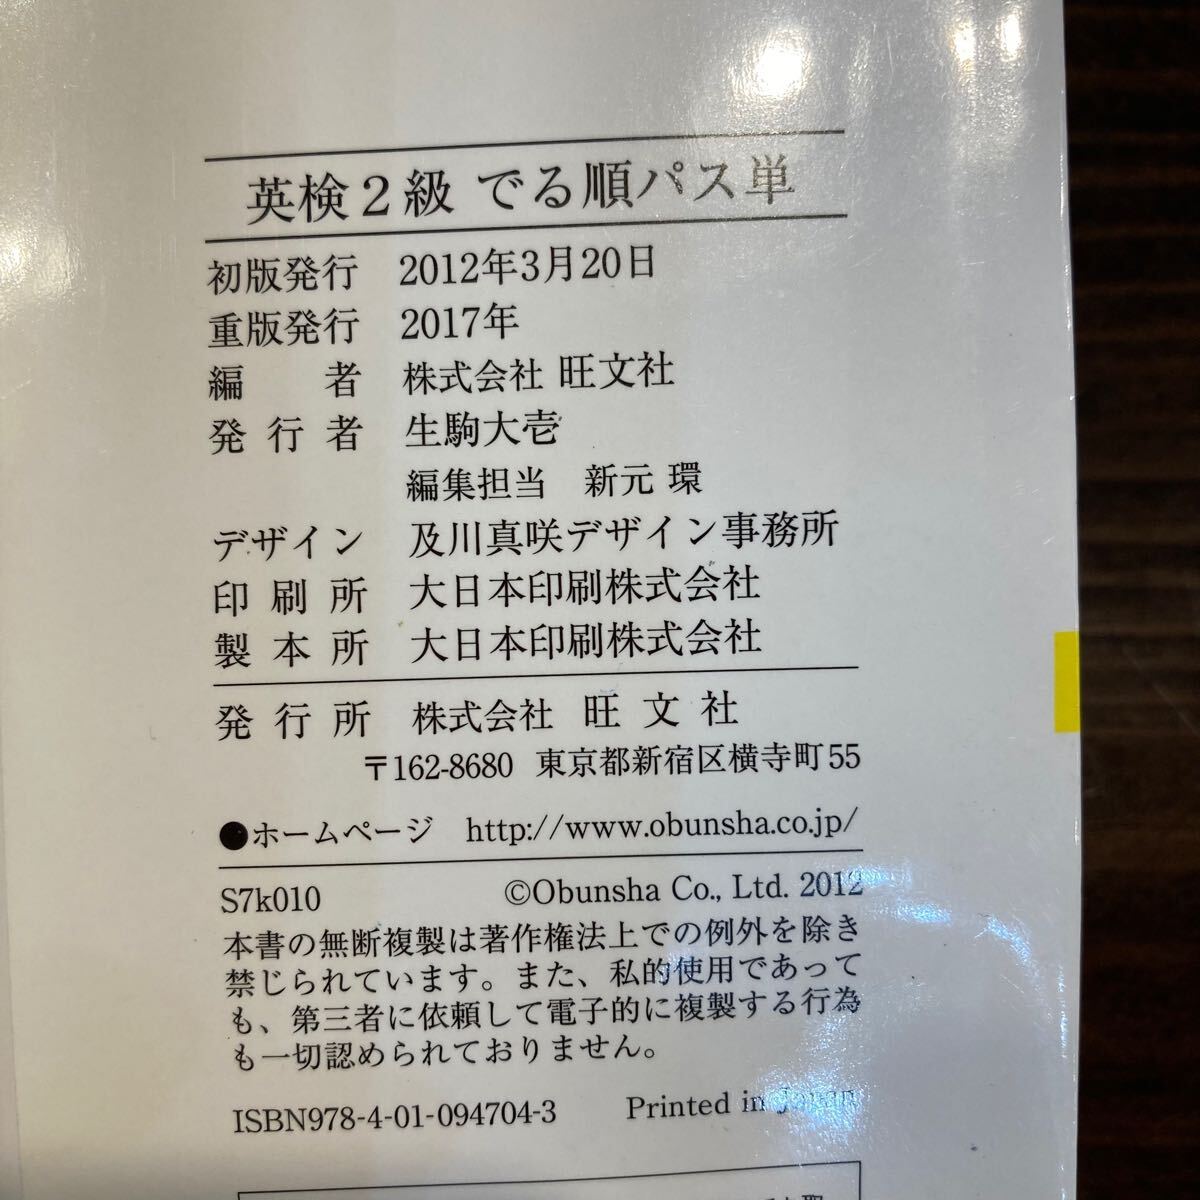 英検2級 でる順パス単
初版発行 2012年3月20日
重版発行 2017年
編者 株式会社 旺文社
発行者 生駒大壱
編集担当 新元 環
デザイン 及川真咲デザイン事務所
印刷所 大日本印刷株式会社
製本所 大日本印刷株式会社
発行所 株式会社 旺文社
〒162-8680 東京都新宿区横寺町55
●ホームページ http://www.obunsha.co.jp/
S7k010 ©Obunsha Co., Ltd. 2012
本書の無断複製は著作権法上での例外を除き
禁じられています。また、私的使用であって
も、第三者に依頼して電子的に複製する行為
も一切認められておりません。
ISBN978-4-01-094704-3 Printed in Japan